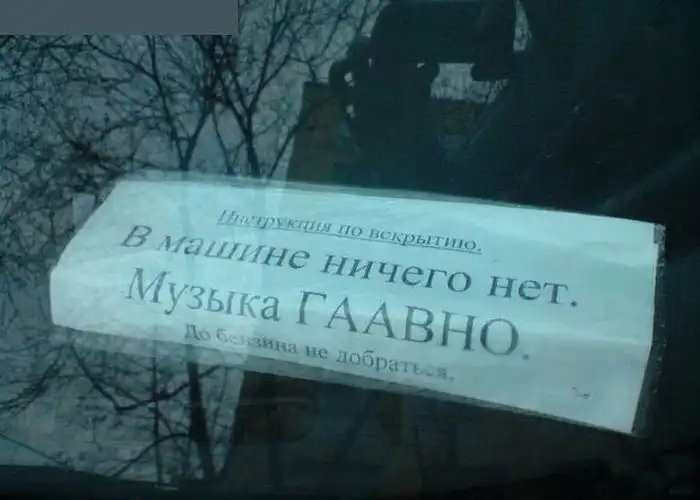 Инструкция по вскрытию.
В машине ничего нет.
Музыка ГААВНО.
До бензина не добраться.